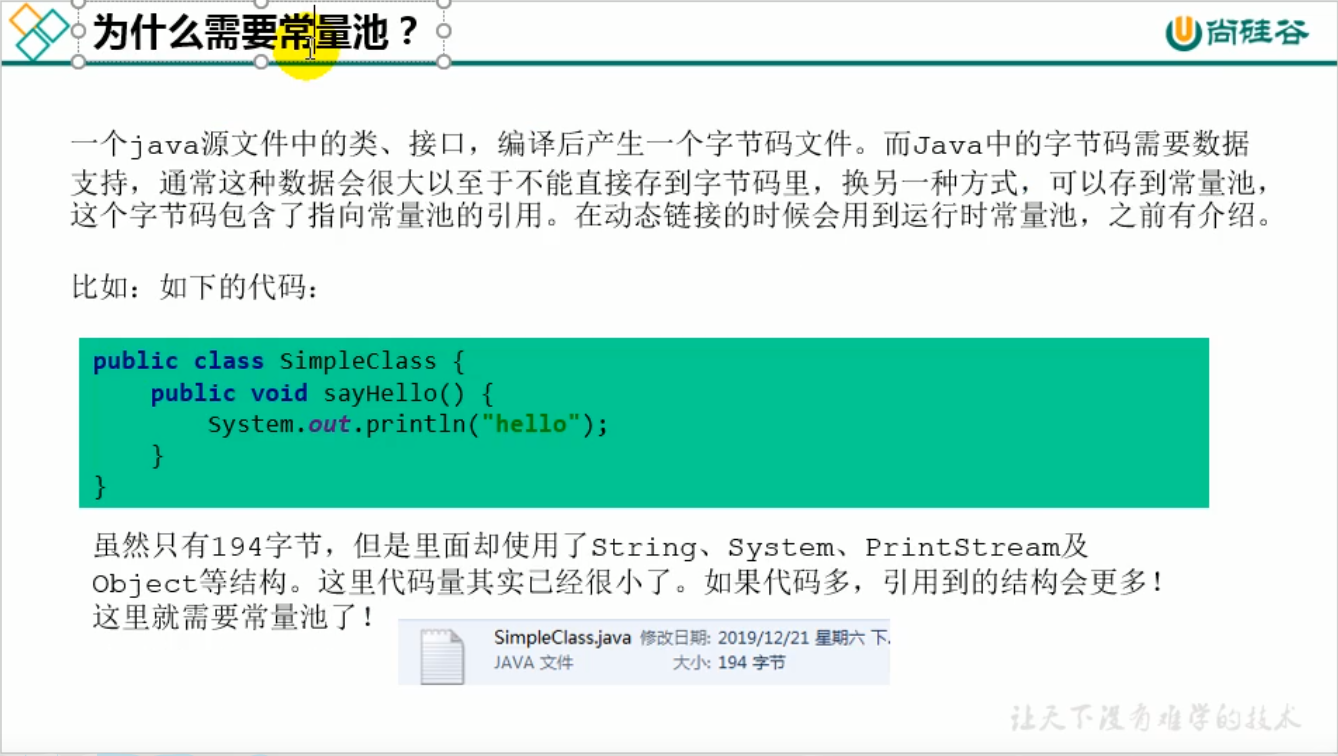 为什么需要常量池？
尚硅谷
一个java源文件中的类、接口，编译后产生一个字节码文件。而Java中的字节码需要数据
支持，通常这种数据会很大以至于不能直接存到字节码里，换另一种方式，可以存到常量池，
这个字节码包含了指向常量池的引用。在动态链接的时候会用到运行时常量池，之前有介绍。
比如：如下的代码：
public class SimpleClass {
    public void sayHello() {
        System.out.println("hello");
    }
}
虽然只有194字节，但是里面却使用了String、System、PrintStream及
Object等结构。这里代码量其实已经很小了。如果代码多，引用到的结构会更多！
这里就需要常量池了！
SimpleClass.java 修改日期: 2019/12/21 星期六 下.
JAVA 文件 大小: 194 字节
让天下没有难学的技术